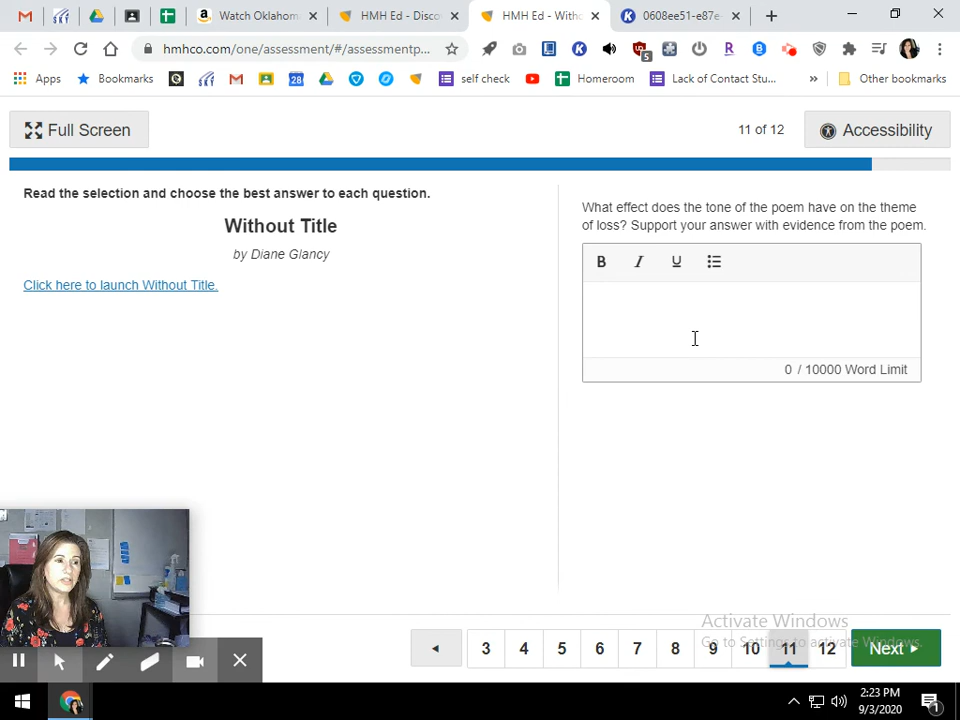 Watch Oklahom
HMH Ed - Disco
HMH Ed - With
0608ee51-e87e-
hmhco.com/one/assessment/#/assessmentp...
Apps
Bookmarks
28
self check
Homeroom
Lack of Contact Stu...
»
Other bookmarks
Full Screen
11 of 12
Accessibility
Read the selection and choose the best answer to each question.
Without Title
by Diane Glancy
Click here to launch Without Title.
What effect does the tone of the poem have on the theme
of loss? Support your answer with evidence from the poem.
B I U
0 / 10000 Word Limit
Activate Windows
Go to Settings to activate Windows.
3 4 5 6 7 8 9 10 11 12 Next
2:23 PM
9/3/2020
1